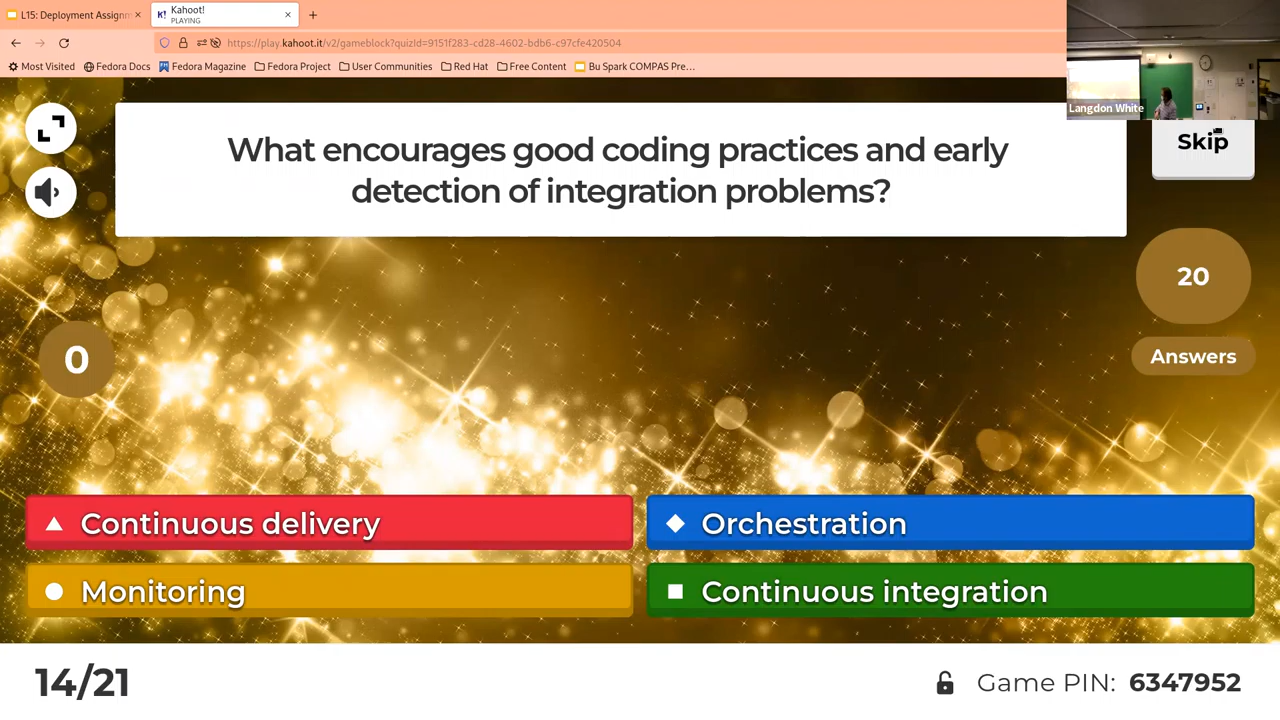 L15: Deployment Assignm
Kahoot!
PLAYING
https://play.kahoot.it/v2/gameblock?quizId=9151f283-cd28-4602-bdb6-c97cfe420504
Most Visited
Fedora Docs
Fedora Magazine
Fedora Project
User Communities
Red Hat
Free Content
Bu Spark COMPAS Pre…
Langdon White
What encourages good coding practices and early
detection of integration problems?
Skip
20
Answers
0
Continuous delivery
Orchestration
Monitoring
Continuous integration
14/21
Game PIN: 6347952